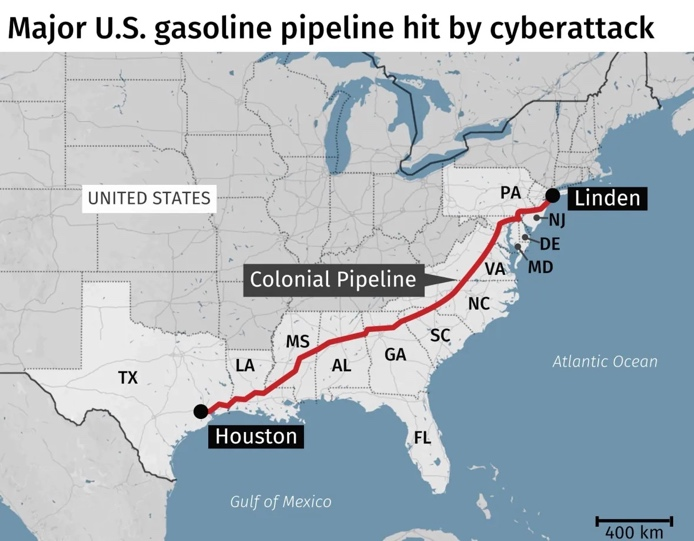 Major U.S. gasoline pipeline hit by cyberattack
UNITED STATES
PA
Linden
NJ
DE
MD
VA
Colonial Pipeline
NC
SC
MS
GA
AL
LA
TX
Atlantic Ocean
Houston
FL
Gulf of Mexico
400 km